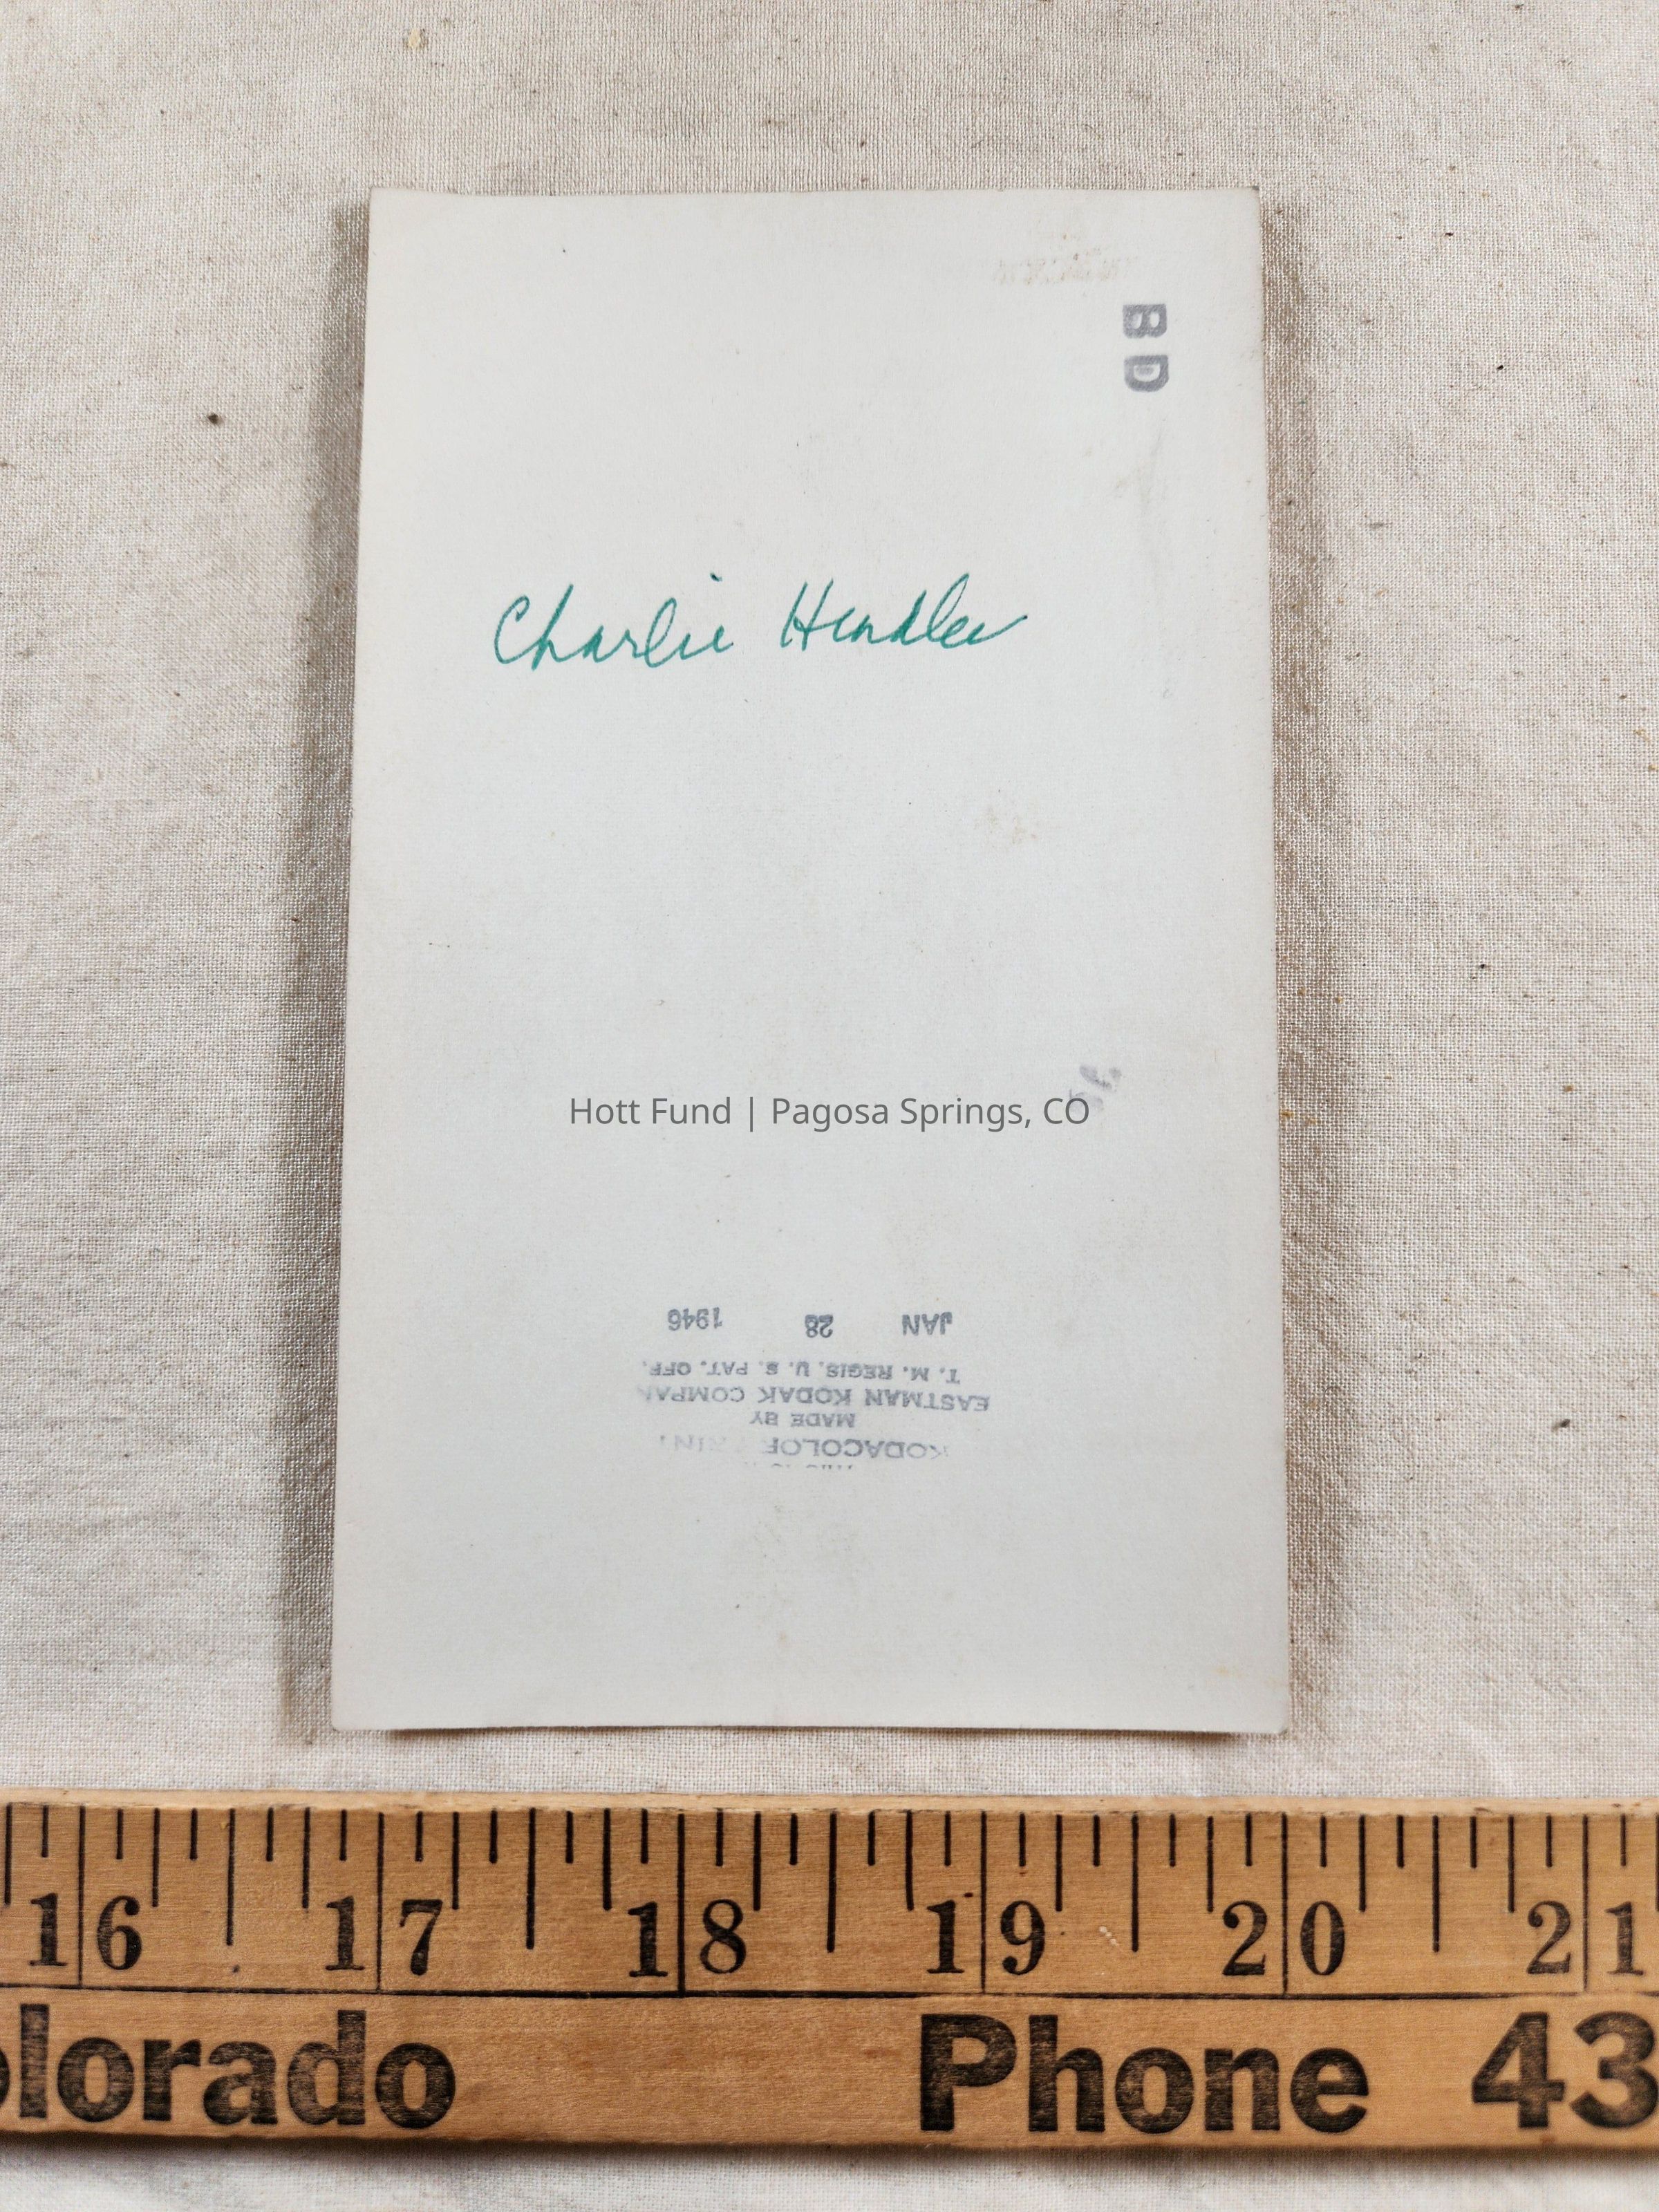 BD
Charlie Hendler
Hott Fund | Pagosa Springs, CO
JAN 28 1946
T. M. REGIS. U. S. PAT. OFF.
EASTMAN KODAK COMPAN
MADE BY
KODACOLOR PRINT
16 17 18 19 20 21
olorado Phone 43